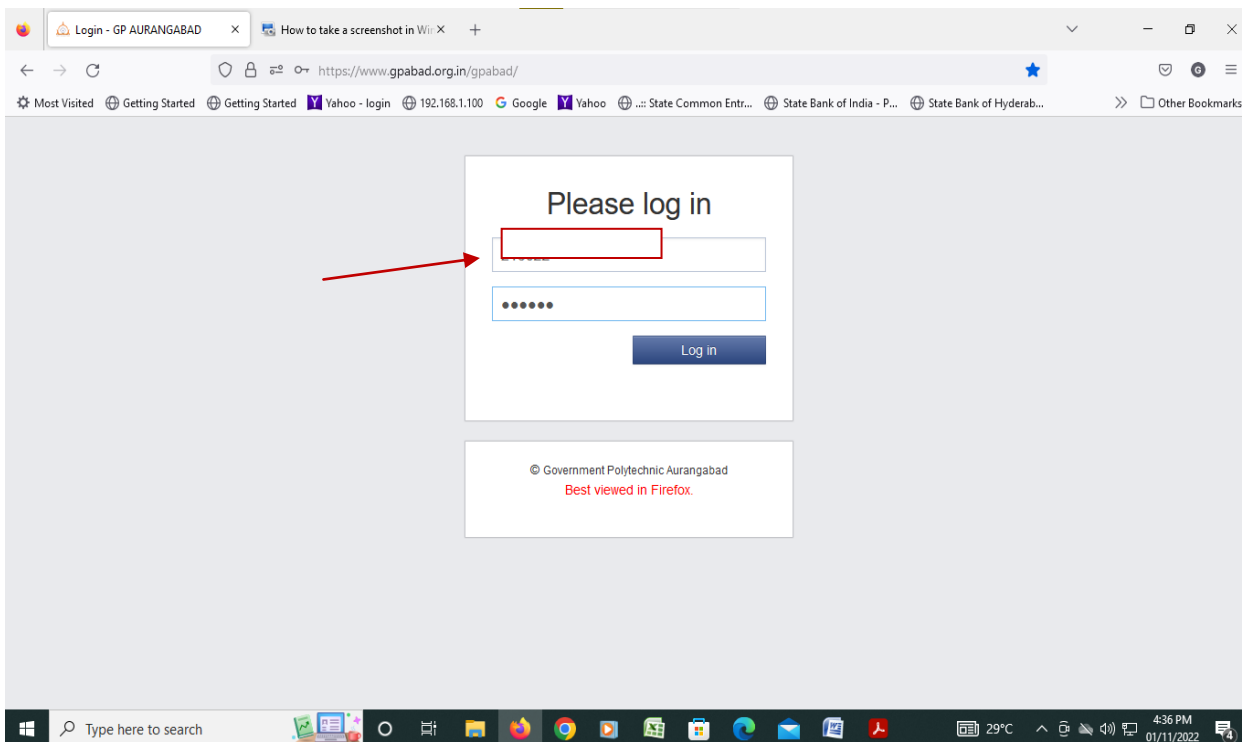 Login - GP AURANGABAD
How to take a screenshot in Win
https://www.gpabad.org.in/gpabad/
G
Most Visited Getting Started Getting Started Yahoo - login 192.168.1.100 Google Yahoo ..:: State Common Entr... State Bank of India - P... State Bank of Hyderab... Other Bookmarks
Please log in
••••••
Log in
© Government Polytechnic Aurangabad
Best viewed in Firefox.
Type here to search
29°C
4:36 PM
01/11/2022
4